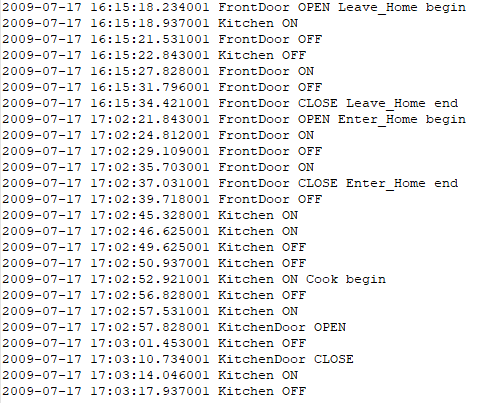 2009-07-17 16:15:18.234001 FrontDoor OPEN Leave_Home begin
2009-07-17 16:15:18.937001 Kitchen ON
2009-07-17 16:15:21.531001 FrontDoor OFF
2009-07-17 16:15:22.843001 Kitchen OFF
2009-07-17 16:15:27.828001 FrontDoor ON
2009-07-17 16:15:31.796001 FrontDoor OFF
2009-07-17 16:15:34.421001 FrontDoor CLOSE Leave_Home end
2009-07-17 17:02:21.843001 FrontDoor OPEN Enter_Home begin
2009-07-17 17:02:24.812001 FrontDoor ON
2009-07-17 17:02:29.109001 FrontDoor OFF
2009-07-17 17:02:35.703001 FrontDoor ON
2009-07-17 17:02:37.031001 FrontDoor CLOSE Enter_Home end
2009-07-17 17:02:39.718001 FrontDoor OFF
2009-07-17 17:02:45.328001 Kitchen ON
2009-07-17 17:02:46.625001 Kitchen ON
2009-07-17 17:02:49.625001 Kitchen OFF
2009-07-17 17:02:50.937001 Kitchen OFF
2009-07-17 17:02:52.921001 Kitchen ON Cook begin
2009-07-17 17:02:56.828001 Kitchen OFF
2009-07-17 17:02:57.531001 Kitchen ON
2009-07-17 17:02:57.828001 KitchenDoor OPEN
2009-07-17 17:03:01.453001 Kitchen OFF
2009-07-17 17:03:10.734001 KitchenDoor CLOSE
2009-07-17 17:03:14.046001 Kitchen ON
2009-07-17 17:03:17.937001 Kitchen OFF